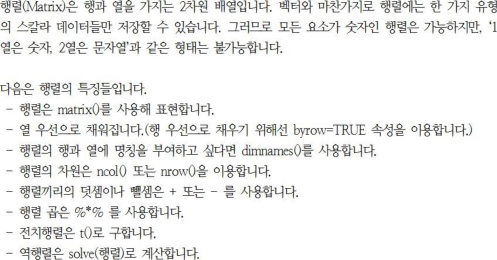 행렬(Matrix)은 행과 열을 가지는 2차원 배열입니다. 벡터와 마찬가지로 행렬에는 한 가지 유형
의 스칼라 데이터들만 저장할 수 있습니다. 그러므로 모든 요소가 숫자인 행렬은 가능하지만, ‘1
열은 숫자, 2열은 문자열’과 같은 형태는 불가능합니다.
다음은 행렬의 특징들입니다.
- 행렬은 matrix()를 사용해 표현합니다.
- 열 우선으로 채워집니다.(행 우선으로 채우기 위해선 byrow=TRUE 속성을 이용합니다.)
- 행렬의 행과 열에 명칭을 부여하고 싶다면 dimnames()를 사용합니다.
- 행렬의 차원은 ncol() 또는 nrow()을 이용합니다.
- 행렬끼리의 덧셈이나 뺄셈은 + 또는 - 를 사용합니다.
- 행렬 곱은 %*% 를 사용합니다.
- 전치행렬은 t()로 구합니다.
- 역행렬은 solve(행렬)로 계산합니다.